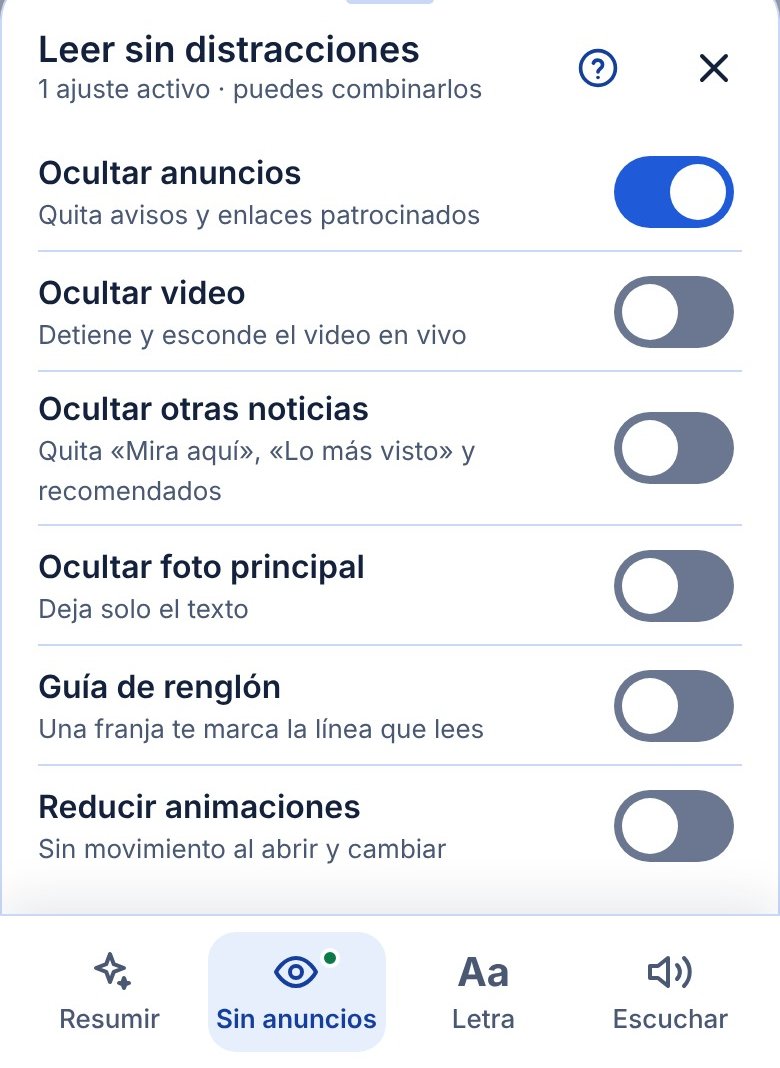 Leer sin distracciones
1 ajuste activo · puedes combinarlos
Ocultar anuncios
Quita avisos y enlaces patrocinados
Ocultar video
Detiene y esconde el video en vivo
Ocultar otras noticias
Quita «Mira aquí», «Lo más visto» y
recomendados
Ocultar foto principal
Deja solo el texto
Guía de renglón
Una franja te marca la línea que lees
Reducir animaciones
Sin movimiento al abrir y cambiar
Aa
Resumir
Sin anuncios
Letra
Escuchar